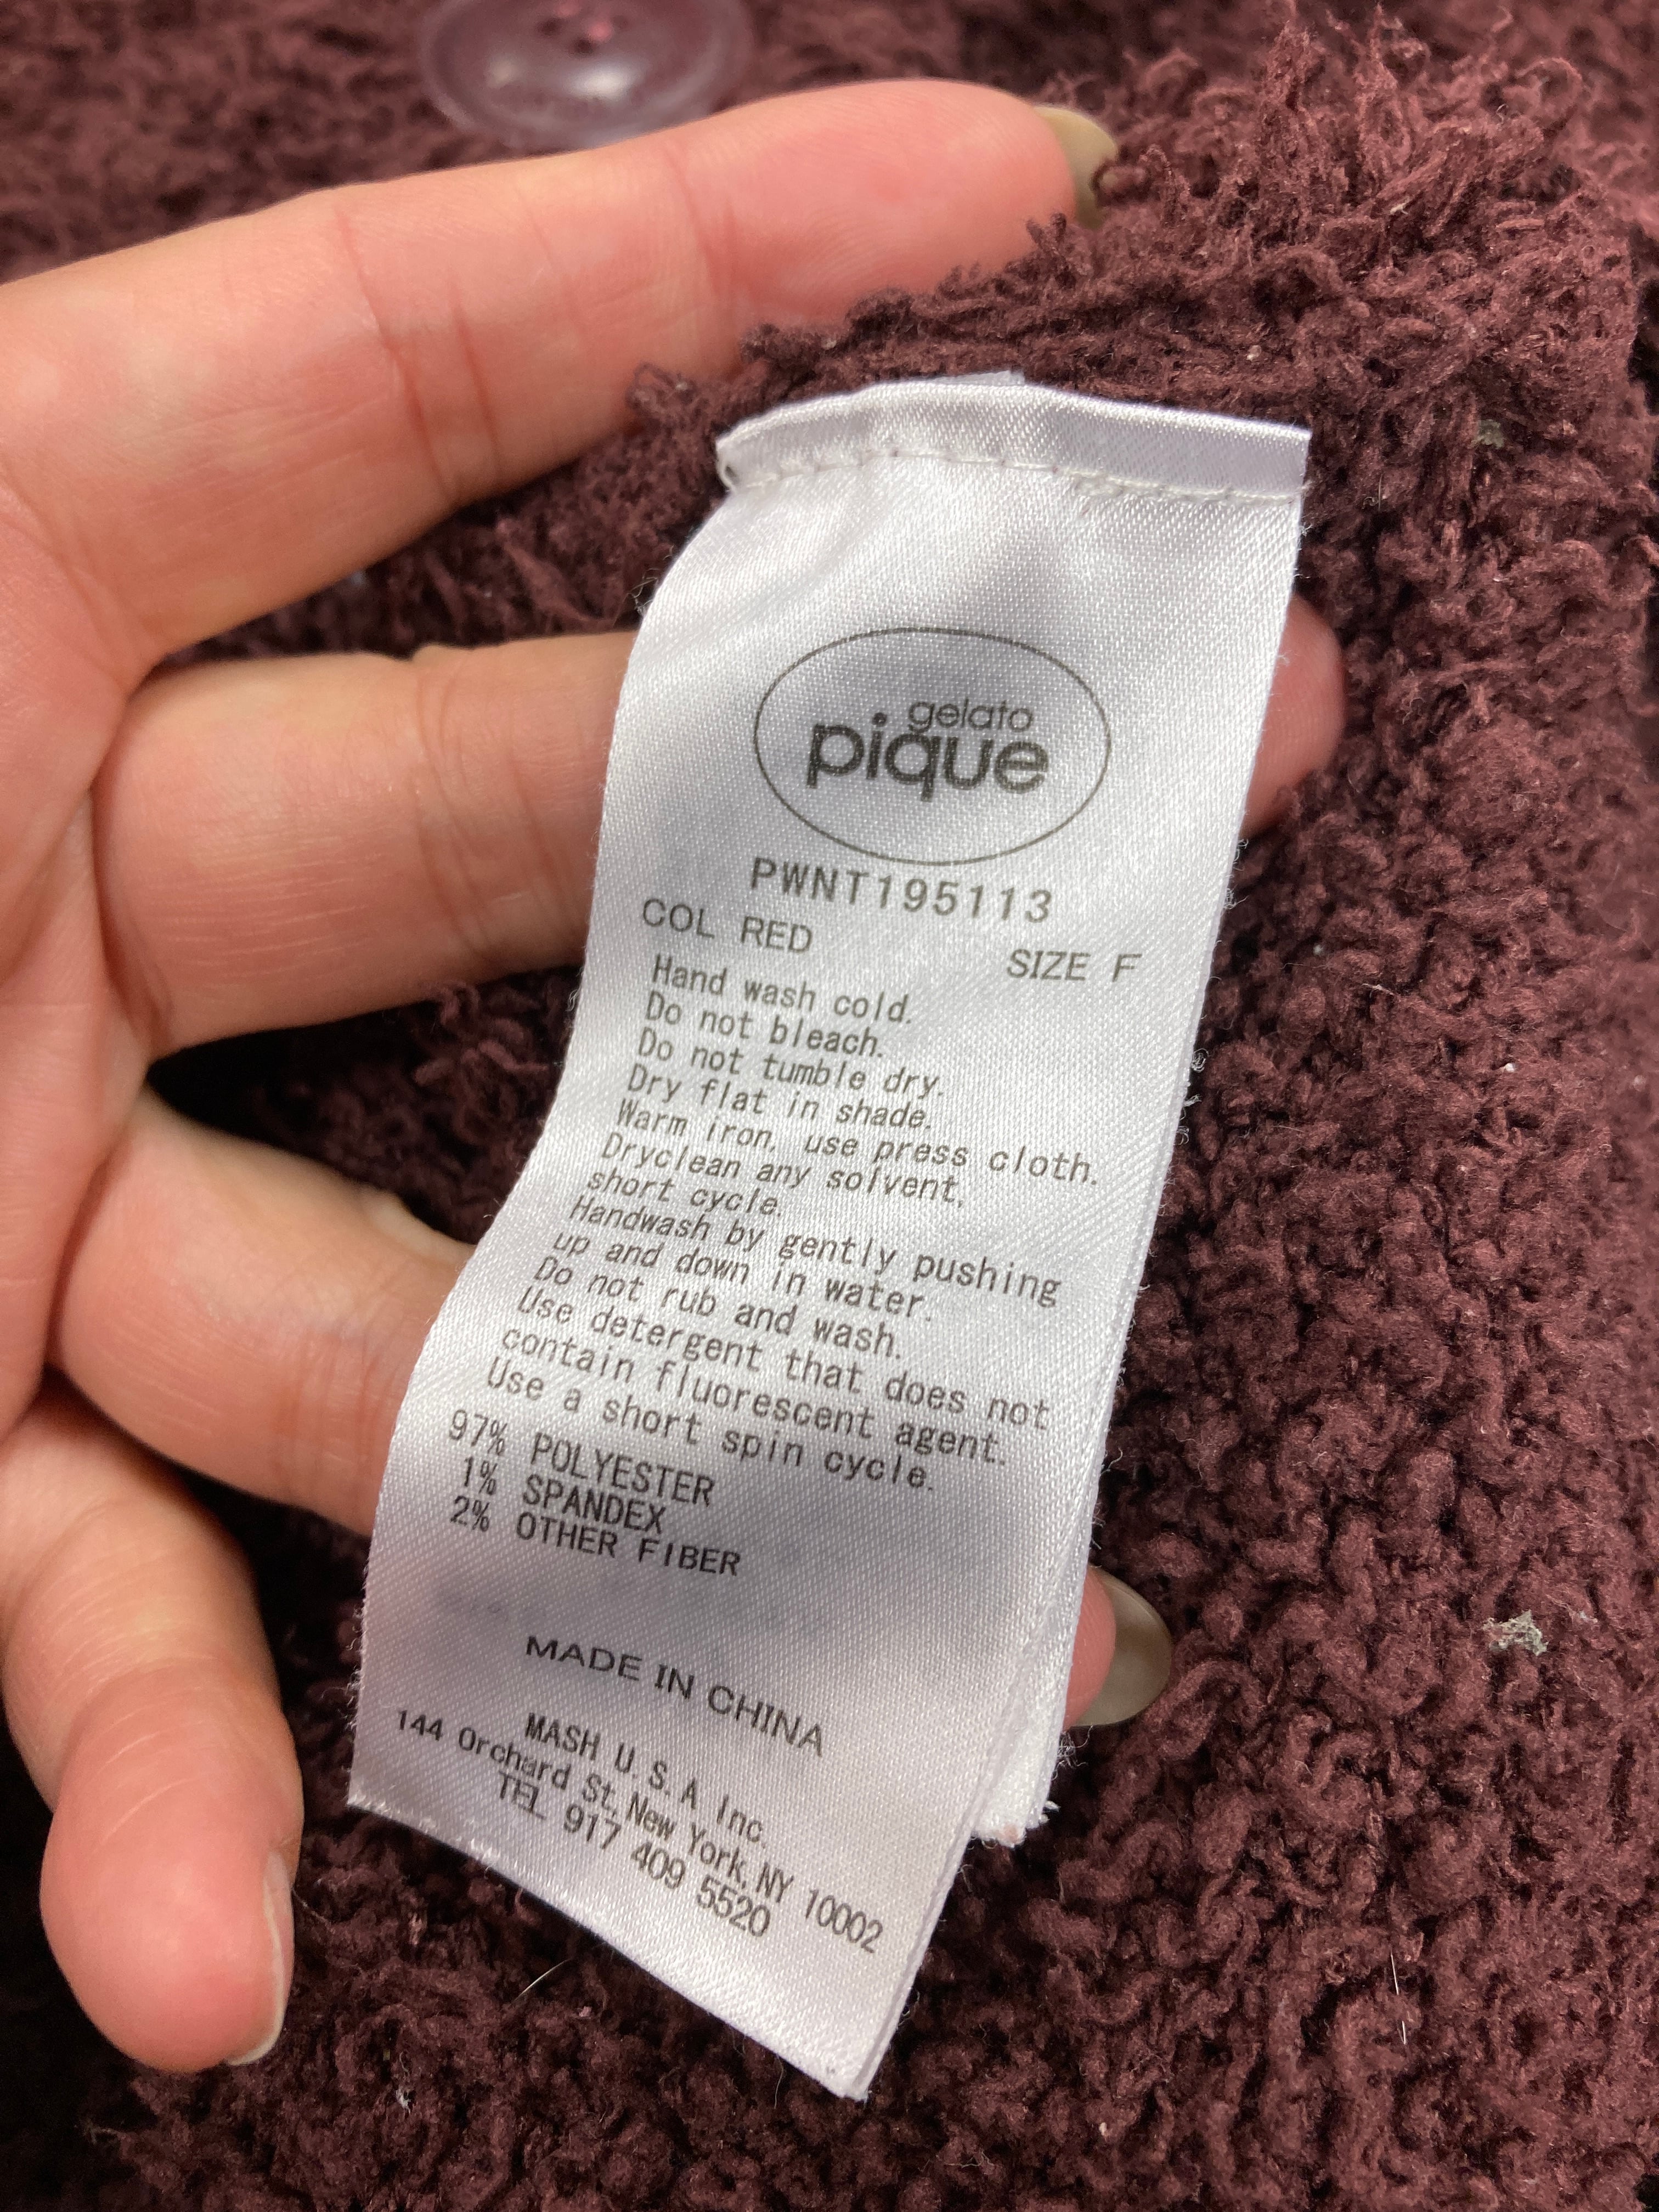 gelato
pique
PWNT195113
COL RED SIZE F
Hand wash cold.
Do not bleach.
Do not tumble dry.
Dry flat in shade.
Warm iron, use press cloth.
Dryclean any solvent,
short cycle.
Handwash by gently pushing
up and down in water.
Do not rub and wash.
Use detergent that does not
contain fluorescent agent.
Use a short spin cycle.
97% POLYESTER
1% SPANDEX
2% OTHER FIBER
MADE IN CHINA
MASH U.S.A Inc.
144 Orchard St, New York, NY 10002
TEL 917 409 5520